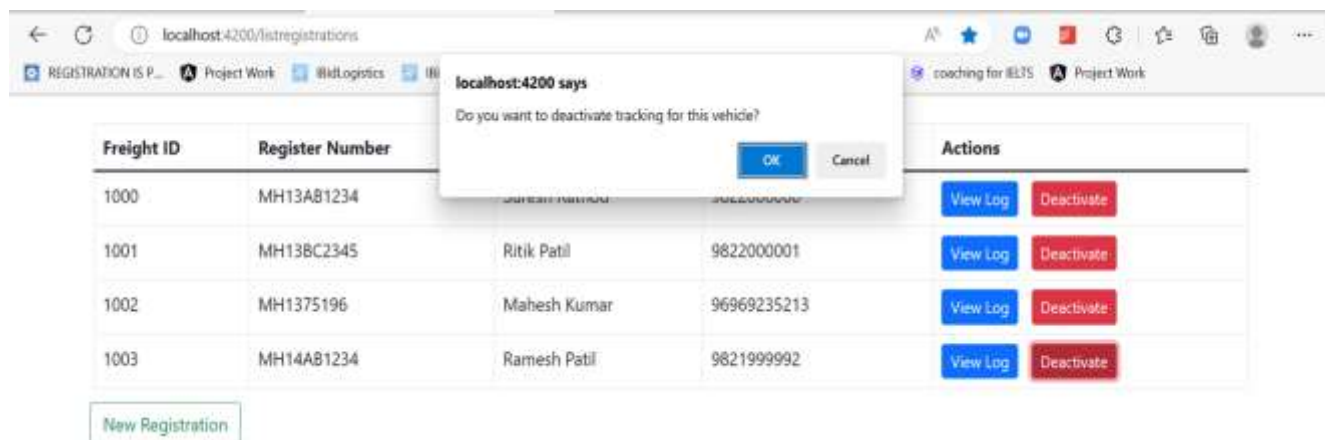 localhost:4200/listregistrations
REGISTRATION IS P... Project Work IBidLogistics coaching for IELTS Project Work
localhost:4200 says
Do you want to deactivate tracking for this vehicle?
OK Cancel
Freight ID Register Number Actions
1000 MH13AB1234 View Log Deactivate
1001 MH13BC2345 Ritik Patil 9822000001 View Log Deactivate
1002 MH1375196 Mahesh Kumar 96969235213 View Log Deactivate
1003 MH14AB1234 Ramesh Patil 9821999992 View Log Deactivate
New Registration